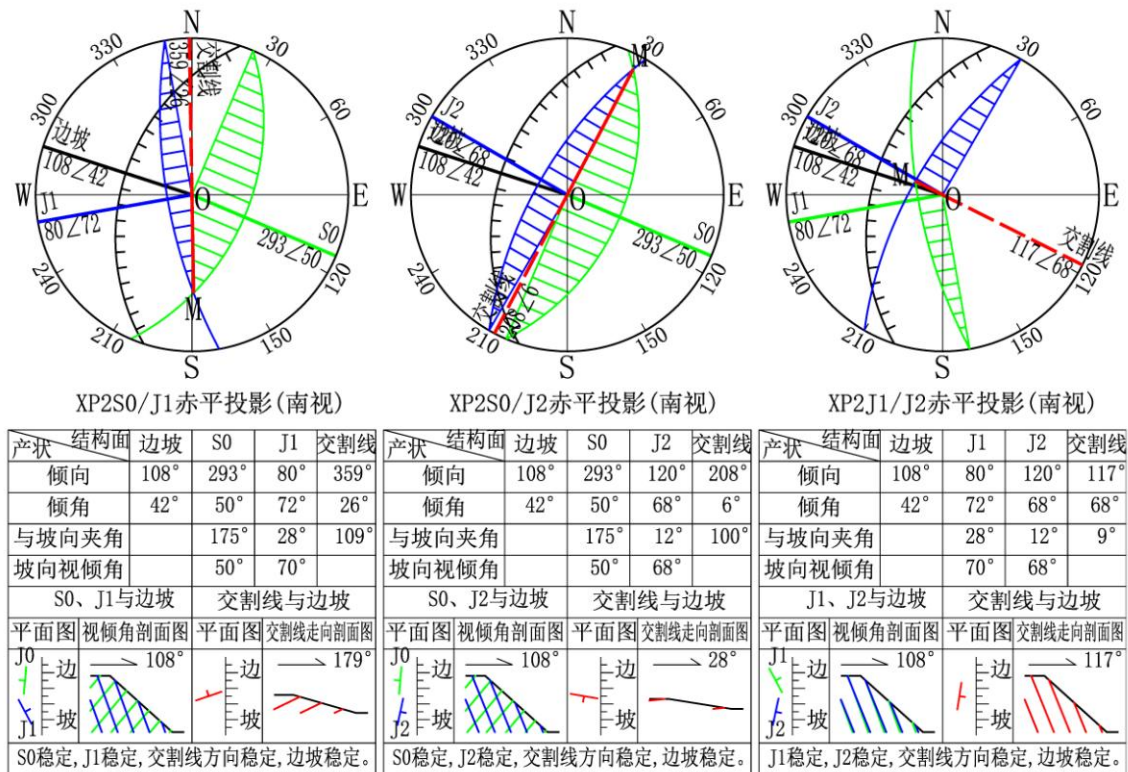 N
330
30
300
60
W
E
240
120
210
150
S
O
M
边坡
108∠42
J1
80∠72
S0
293∠50
交割线
359∠26
XP2S0/J1赤平投影(南视)
产状 结构面 边坡 S0 J1 交割线
倾向 108° 293° 80° 359°
倾角 42° 50° 72° 26°
与坡向夹角 175° 28° 109°
坡向视倾角 50° 70°
S0、J1与边坡 交割线与边坡
平面图 视倾角剖面图 平面图 交割线走向剖面图
J0 边 108° 179°
J1 坡
S0稳定,J1稳定,交割线方向稳定,边坡稳定。
N
330
30
300
60
W
E
240
120
210
150
S
O
M
J2
120∠68
边坡
108∠42
S0
293∠50
交割线
208∠6
XP2S0/J2赤平投影(南视)
产状 结构面 边坡 S0 J2 交割线
倾向 108° 293° 120° 208°
倾角 42° 50° 68° 6°
与坡向夹角 175° 12° 100°
坡向视倾角 50° 68°
S0、J2与边坡 交割线与边坡
平面图 视倾角剖面图 平面图 交割线走向剖面图
J0 边 108° 28°
J2 坡
S0稳定,J2稳定,交割线方向稳定,边坡稳定。
N
330
30
300
60
W
E
240
120
210
150
S
O
M
J2
120∠68
边坡
108∠42
J1
80∠72
交割线
117∠68
XP2J1/J2赤平投影(南视)
产状 结构面 边坡 J1 J2 交割线
倾向 108° 80° 120° 117°
倾角 42° 72° 68° 68°
与坡向夹角 28° 12° 9°
坡向视倾角 70° 68°
J1、J2与边坡 交割线与边坡
平面图 视倾角剖面图 平面图 交割线走向剖面图
J1 边 108° 117°
J2 坡
J1稳定,J2稳定,交割线方向稳定,边坡稳定。